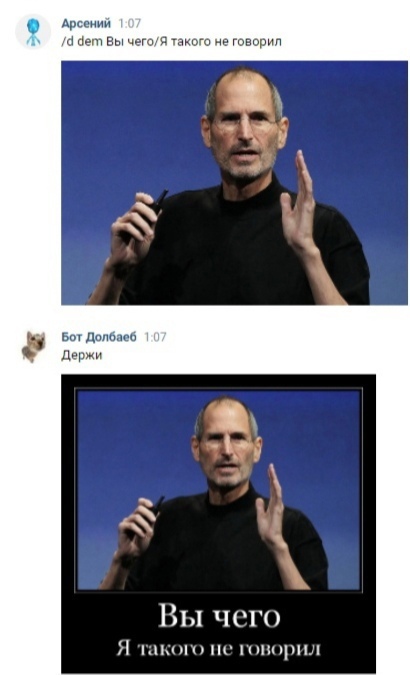 Арсений 1:07
/d dem Вы чего/Я такого не говорил
Бот Долбаеб 1:07
Держи
Вы чего
Я такого не говорил